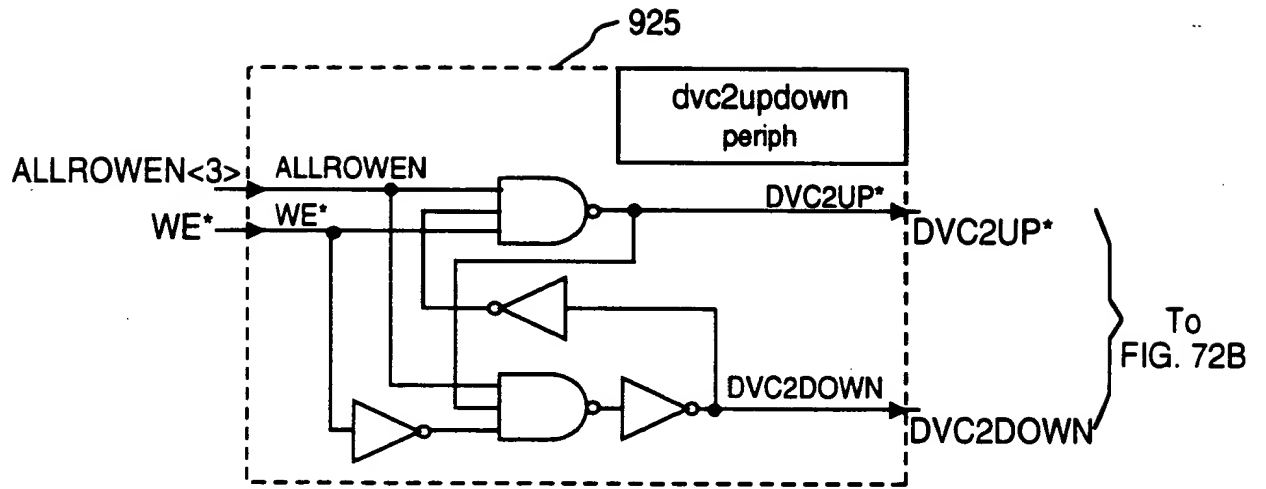 925
dvc2updown
periph
ALLROWEN<3>
ALLROWEN
WE*
WE*
DVC2UP*
DVC2UP*
To
FIG. 72B
DVC2DOWN
DVC2DOWN